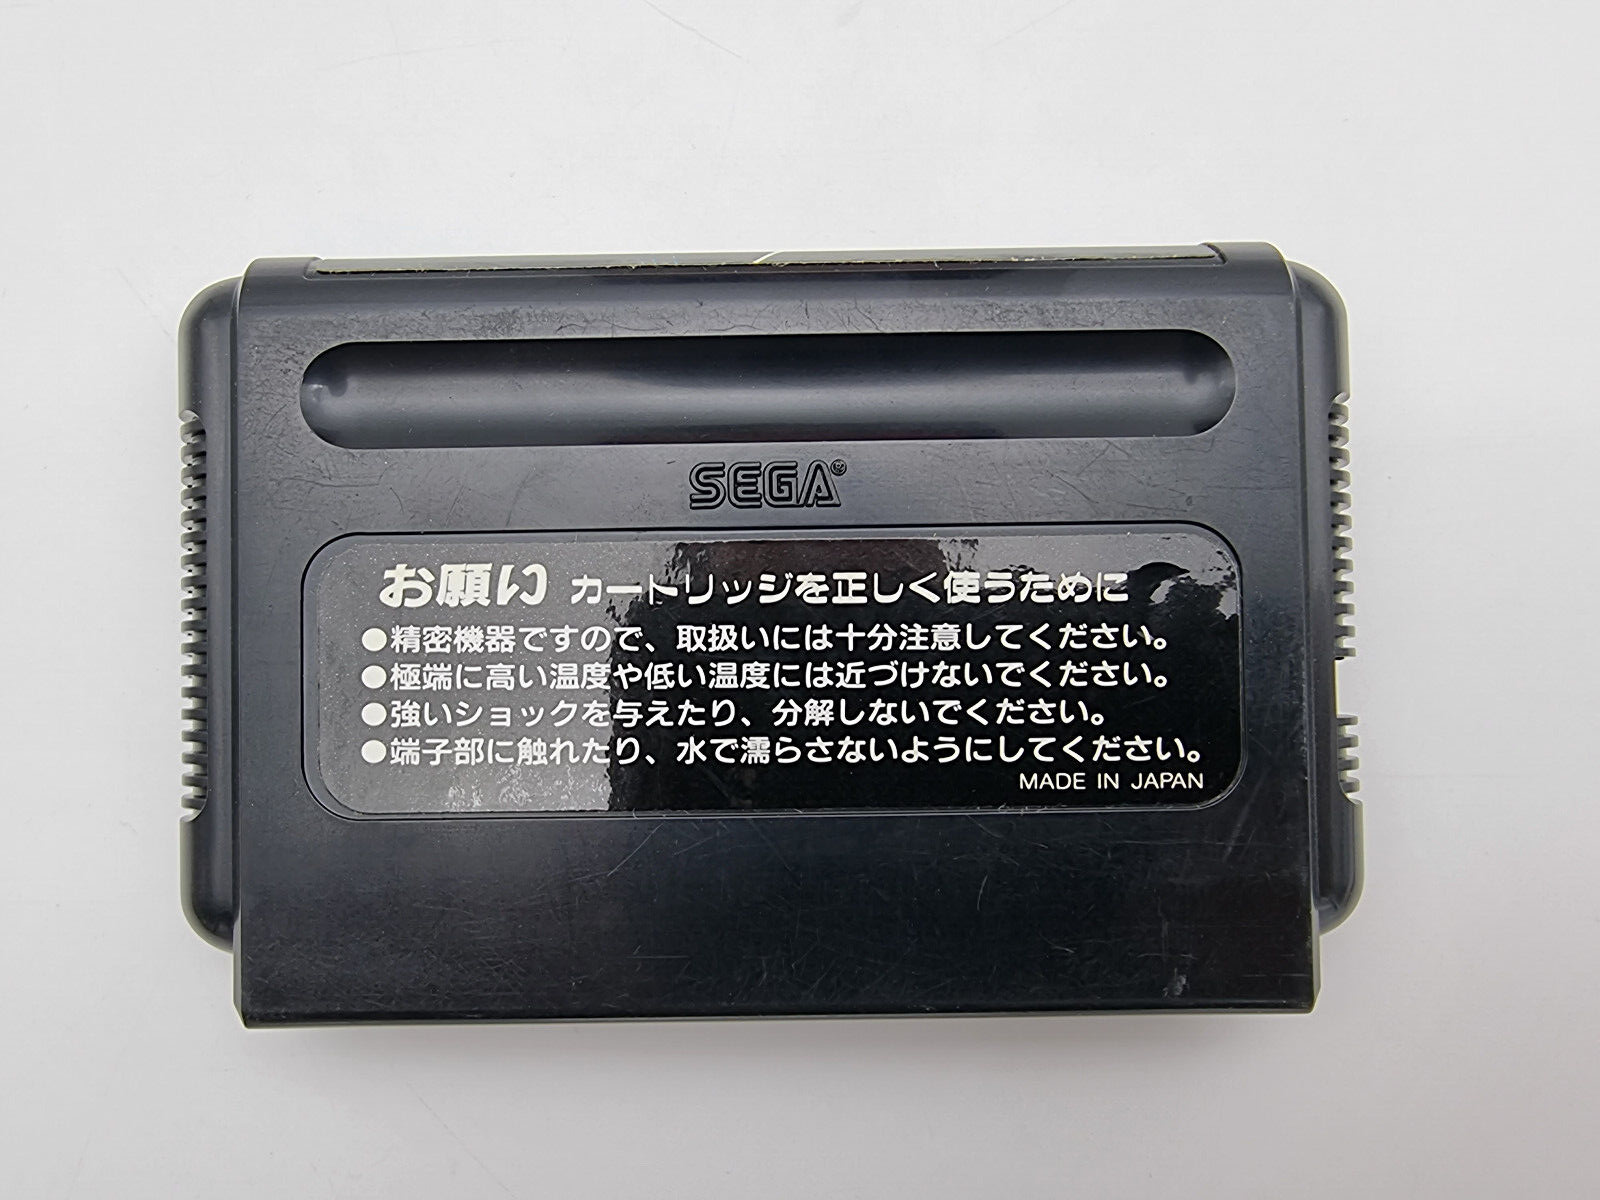 SEGA®
お願い カートリッジを正しく使うために
●精密機器ですので、取扱いには十分注意してください。
●極端に高い温度や低い温度には近づけないでください。
●強いショックを与えたり、分解しないでください。
●端子部に触れたり、水で濡らさないようにしてください。
MADE IN JAPAN